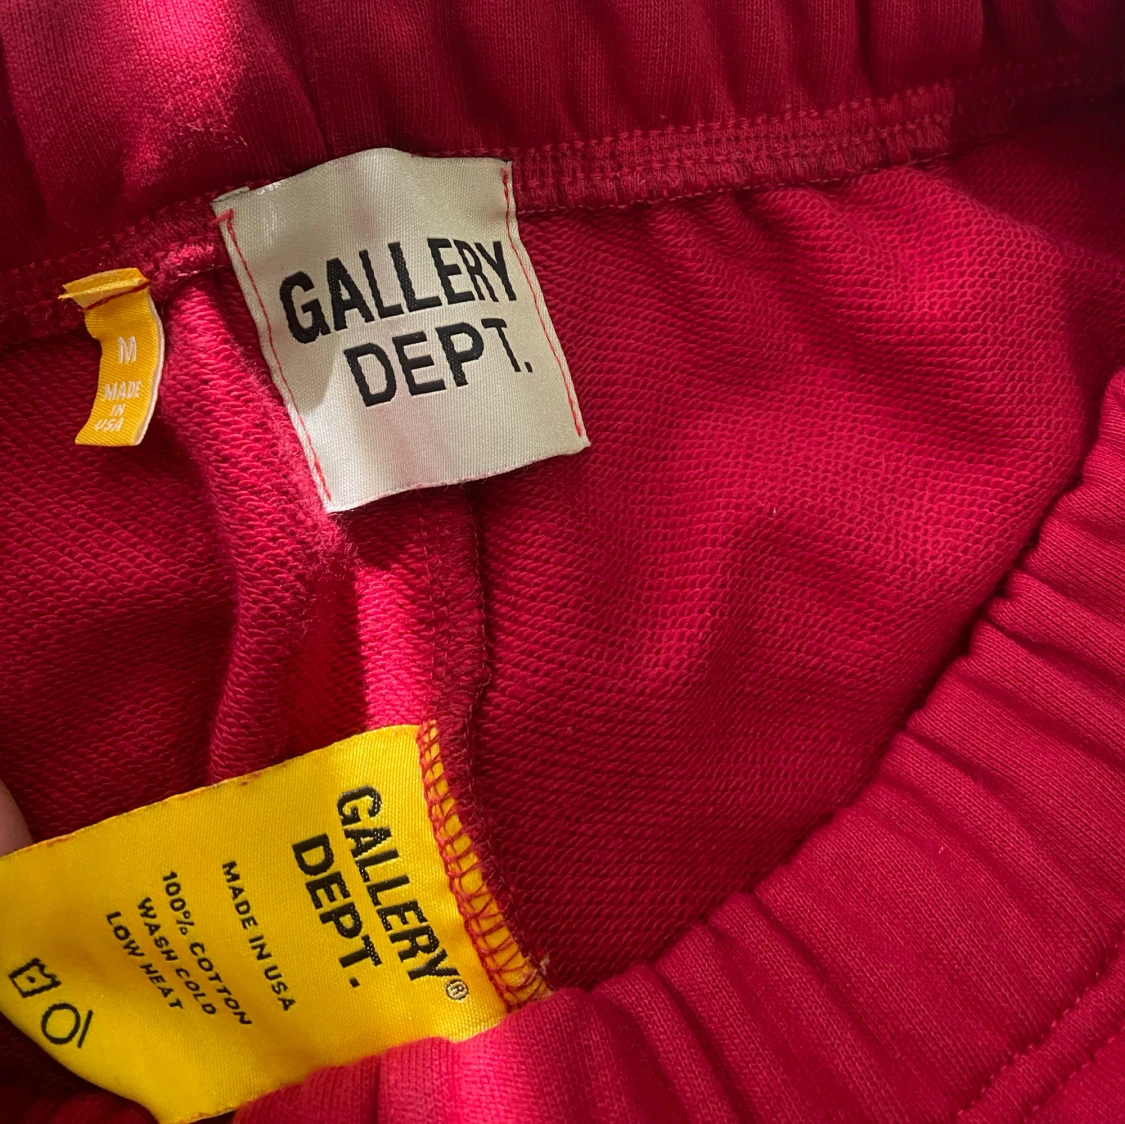 GALLERY
DEPT.
M
MADE
IN
USA
GALLERY®
DEPT.
MADE IN USA
100% COTTON
WASH COLD
LOW HEAT